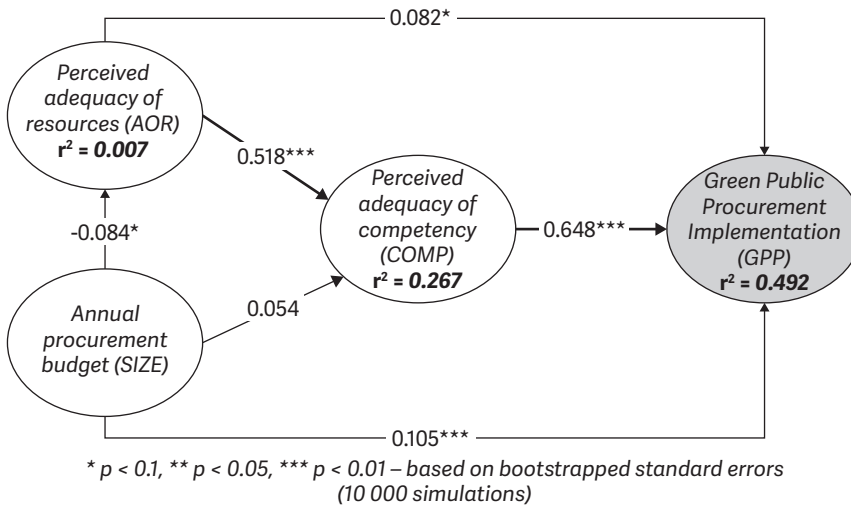 0.082*
Perceived
adequacy of
resources (AOR)
r² = 0.007
0.518***
Perceived
adequacy of
competency
(COMP)
r² = 0.267
Green Public
Procurement
Implementation
(GPP)
r² = 0.492
-0.084*
0.648***
0.054
Annual
procurement
budget (SIZE)
0.105***
* p < 0.1, ** p < 0.05, *** p < 0.01 – based on bootstrapped standard errors
(10 000 simulations)